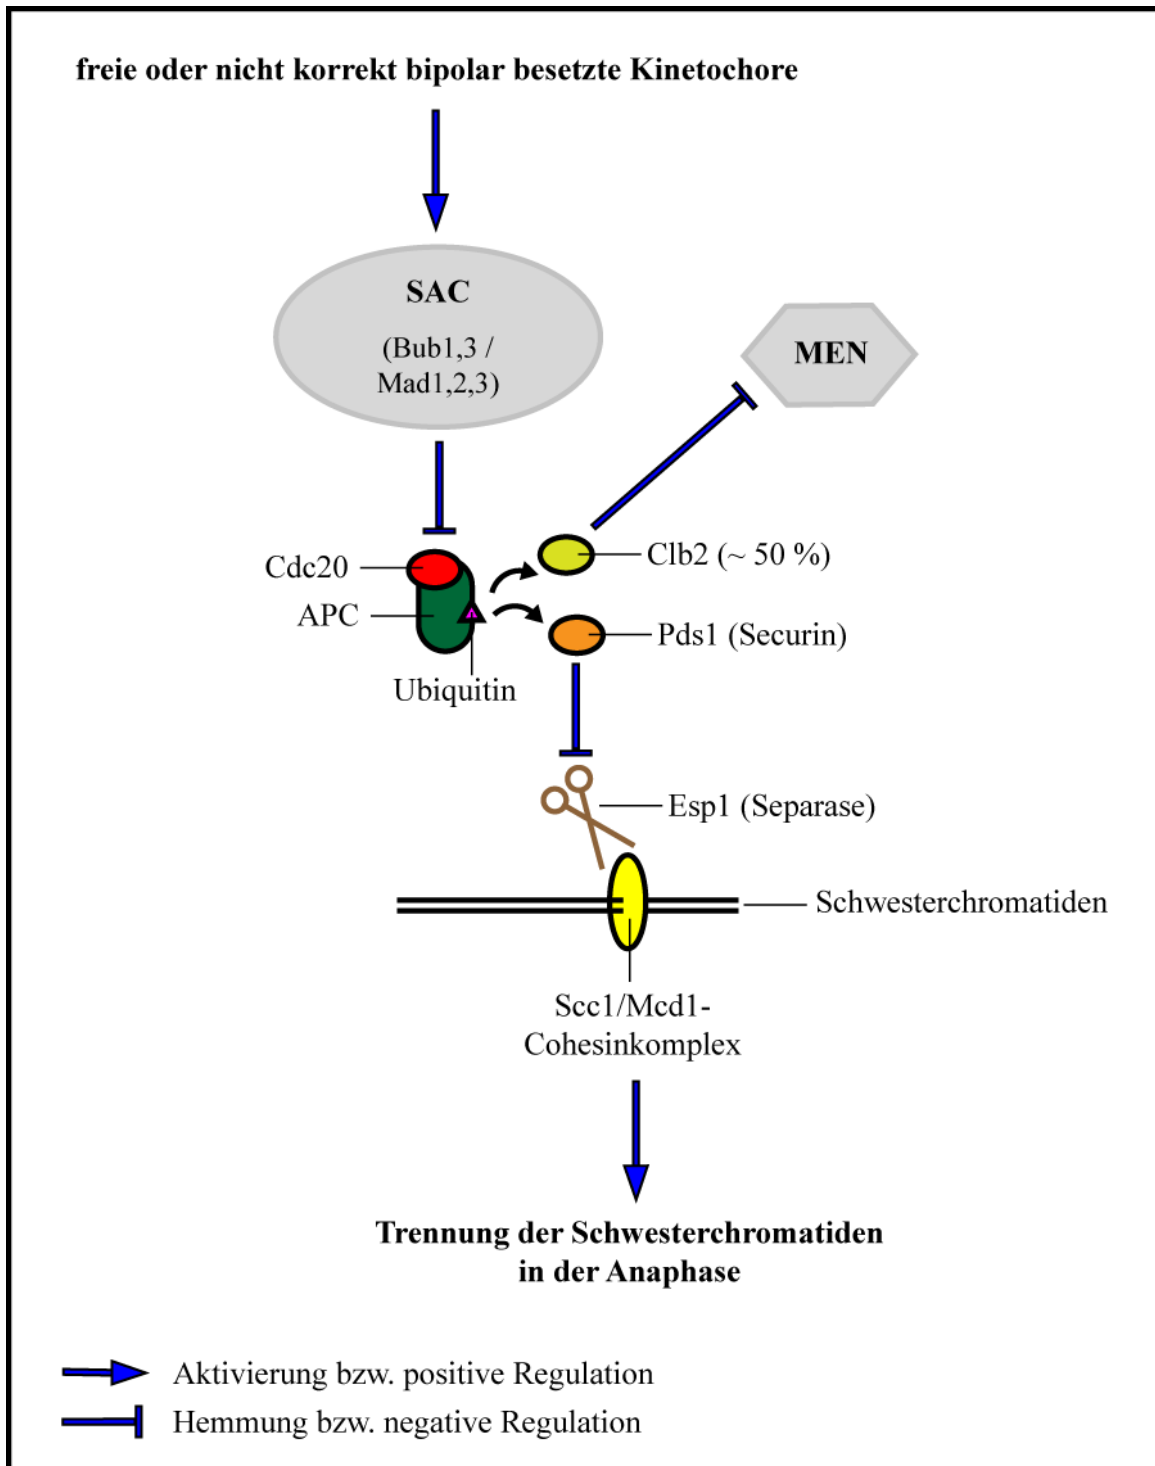 freie oder nicht korrekt bipolar besetzte Kinetochore
SAC
(Bub1,3 /
Mad1,2,3)
MEN
Cdc20
Clb2 (~ 50 %)
APC
Pds1 (Securin)
Ubiquitin
Esp1 (Separase)
Schwesterchromatiden
Scc1/Mcd1-
Cohesinkomplex
Trennung der Schwesterchromatiden
in der Anaphase
Aktivierung bzw. positive Regulation
Hemmung bzw. negative Regulation